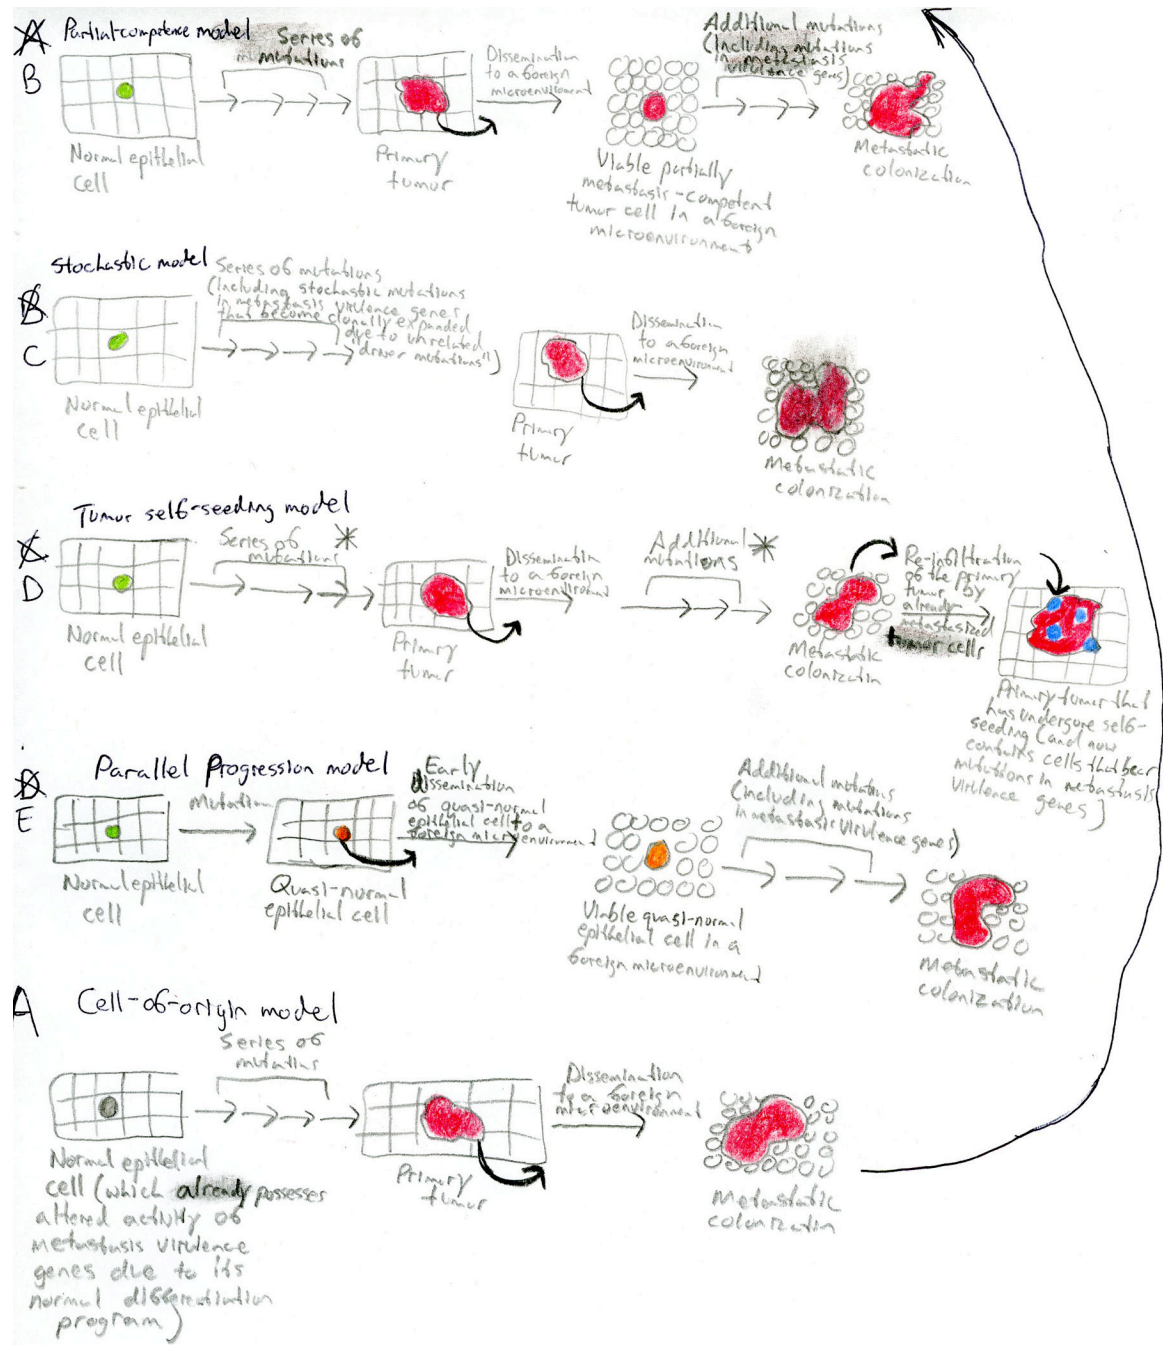 A
Partial-competence model
B
Series of
mutations
Dissemination
to a foreign
microenvironment
Additional mutations
(Including mutations
in metastasis
virulence genes)
Normal epithelial
cell
Primary
tumor
Viable partially
metastasis-competent
tumor cell in a foreign
microenvironment
Metastatic
colonization
Stochastic model
B
C
Series of mutations
(Including stochastic mutations
in metastasis virulence genes
that become clonally expanded
due to unrelated
"driver mutations")
Dissemination
to a foreign
microenvironment
Normal epithelial
cell
Primary
tumor
Metastatic
colonization
Tumor self-seeding model
C
D
Series of
mutations *
Dissemination
to a foreign
microenvironment
Additional *
mutations
Re-infiltration
of the primary
tumor by
already
metastasized
tumor cells
Normal epithelial
cell
Primary
tumor
Metastatic
colonization
Primary tumor that
has undergone self-
seeding (and now
contains cells that bear
mutations in metastasis
virulence genes)
Parallel Progression model
D
E
Mutation
Early
dissemination
of quasi-normal
epithelial cell to a
foreign microenvironment
Additional mutations
(including mutations
in metastasis virulence genes)
Normal epithelial
cell
Quasi-normal
epithelial cell
Viable quasi-normal
epithelial cell in a
foreign microenvironment
Metastatic
colonization
A
Cell-of-origin model
Series of
mutations
Dissemination
to a foreign
microenvironment
Normal epithelial
cell (which already possesses
altered activity of
metastasis virulence
genes due to its
normal differentiation
program)
Primary
tumor
Metastatic
colonization